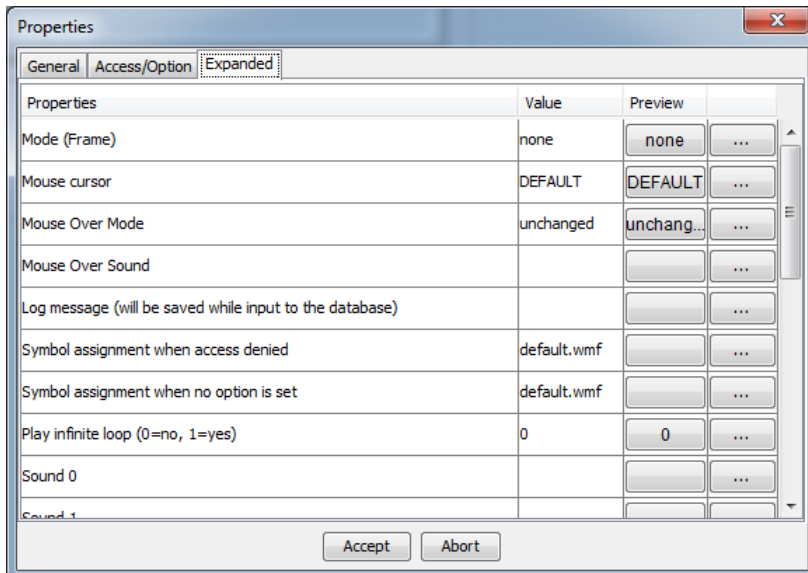 Properties
General Access/Option Expanded
Properties Value Preview
Mode (Frame) none none ...
Mouse cursor DEFAULT DEFAULT ...
Mouse Over Mode unchanged unchang... ...
Mouse Over Sound ...
Log message (will be saved while input to the database) ...
Symbol assignment when access denied default.wmf ...
Symbol assignment when no option is set default.wmf ...
Play infinite loop (0=no, 1=yes) 0 0 ...
Sound 0 ...
Sound 1
Accept Abort